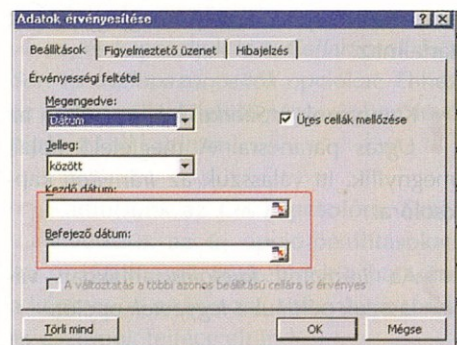 Adatok érvényesítése
Beállítások Figyelmeztető üzenet Hibajelzés
Érvényességi feltétel
Megengedve:
Dátum
Üres cellák mellőzése
Jelleg:
között
Kezdő dátum:
Befejező dátum:
A változtatás a többi azonos beállítású cellára is érvényes
Törli mind OK Mégse